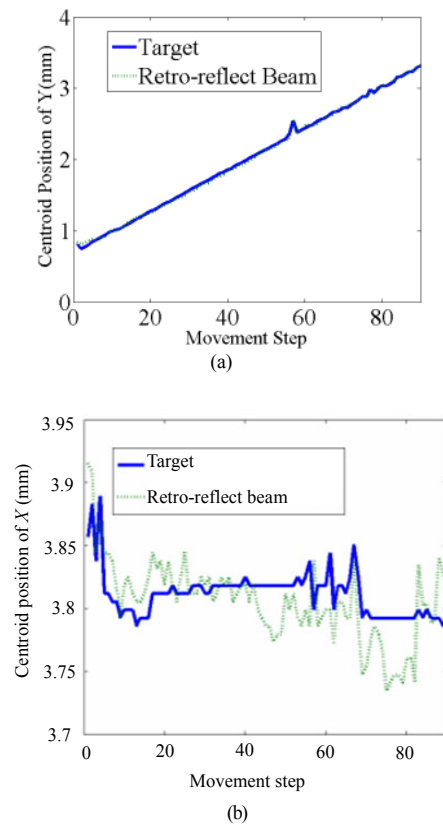 Target
Retro-reflect Beam
4
3
2
1
0
0
20
40
60
80
Centroid Position of Y(mm)
Movement Step
(a)
3.95
3.9
3.85
3.8
3.75
3.7
Target
Retro-reflect beam
Centroid position of X (mm)
0
20
40
60
80
Movement step
(b)